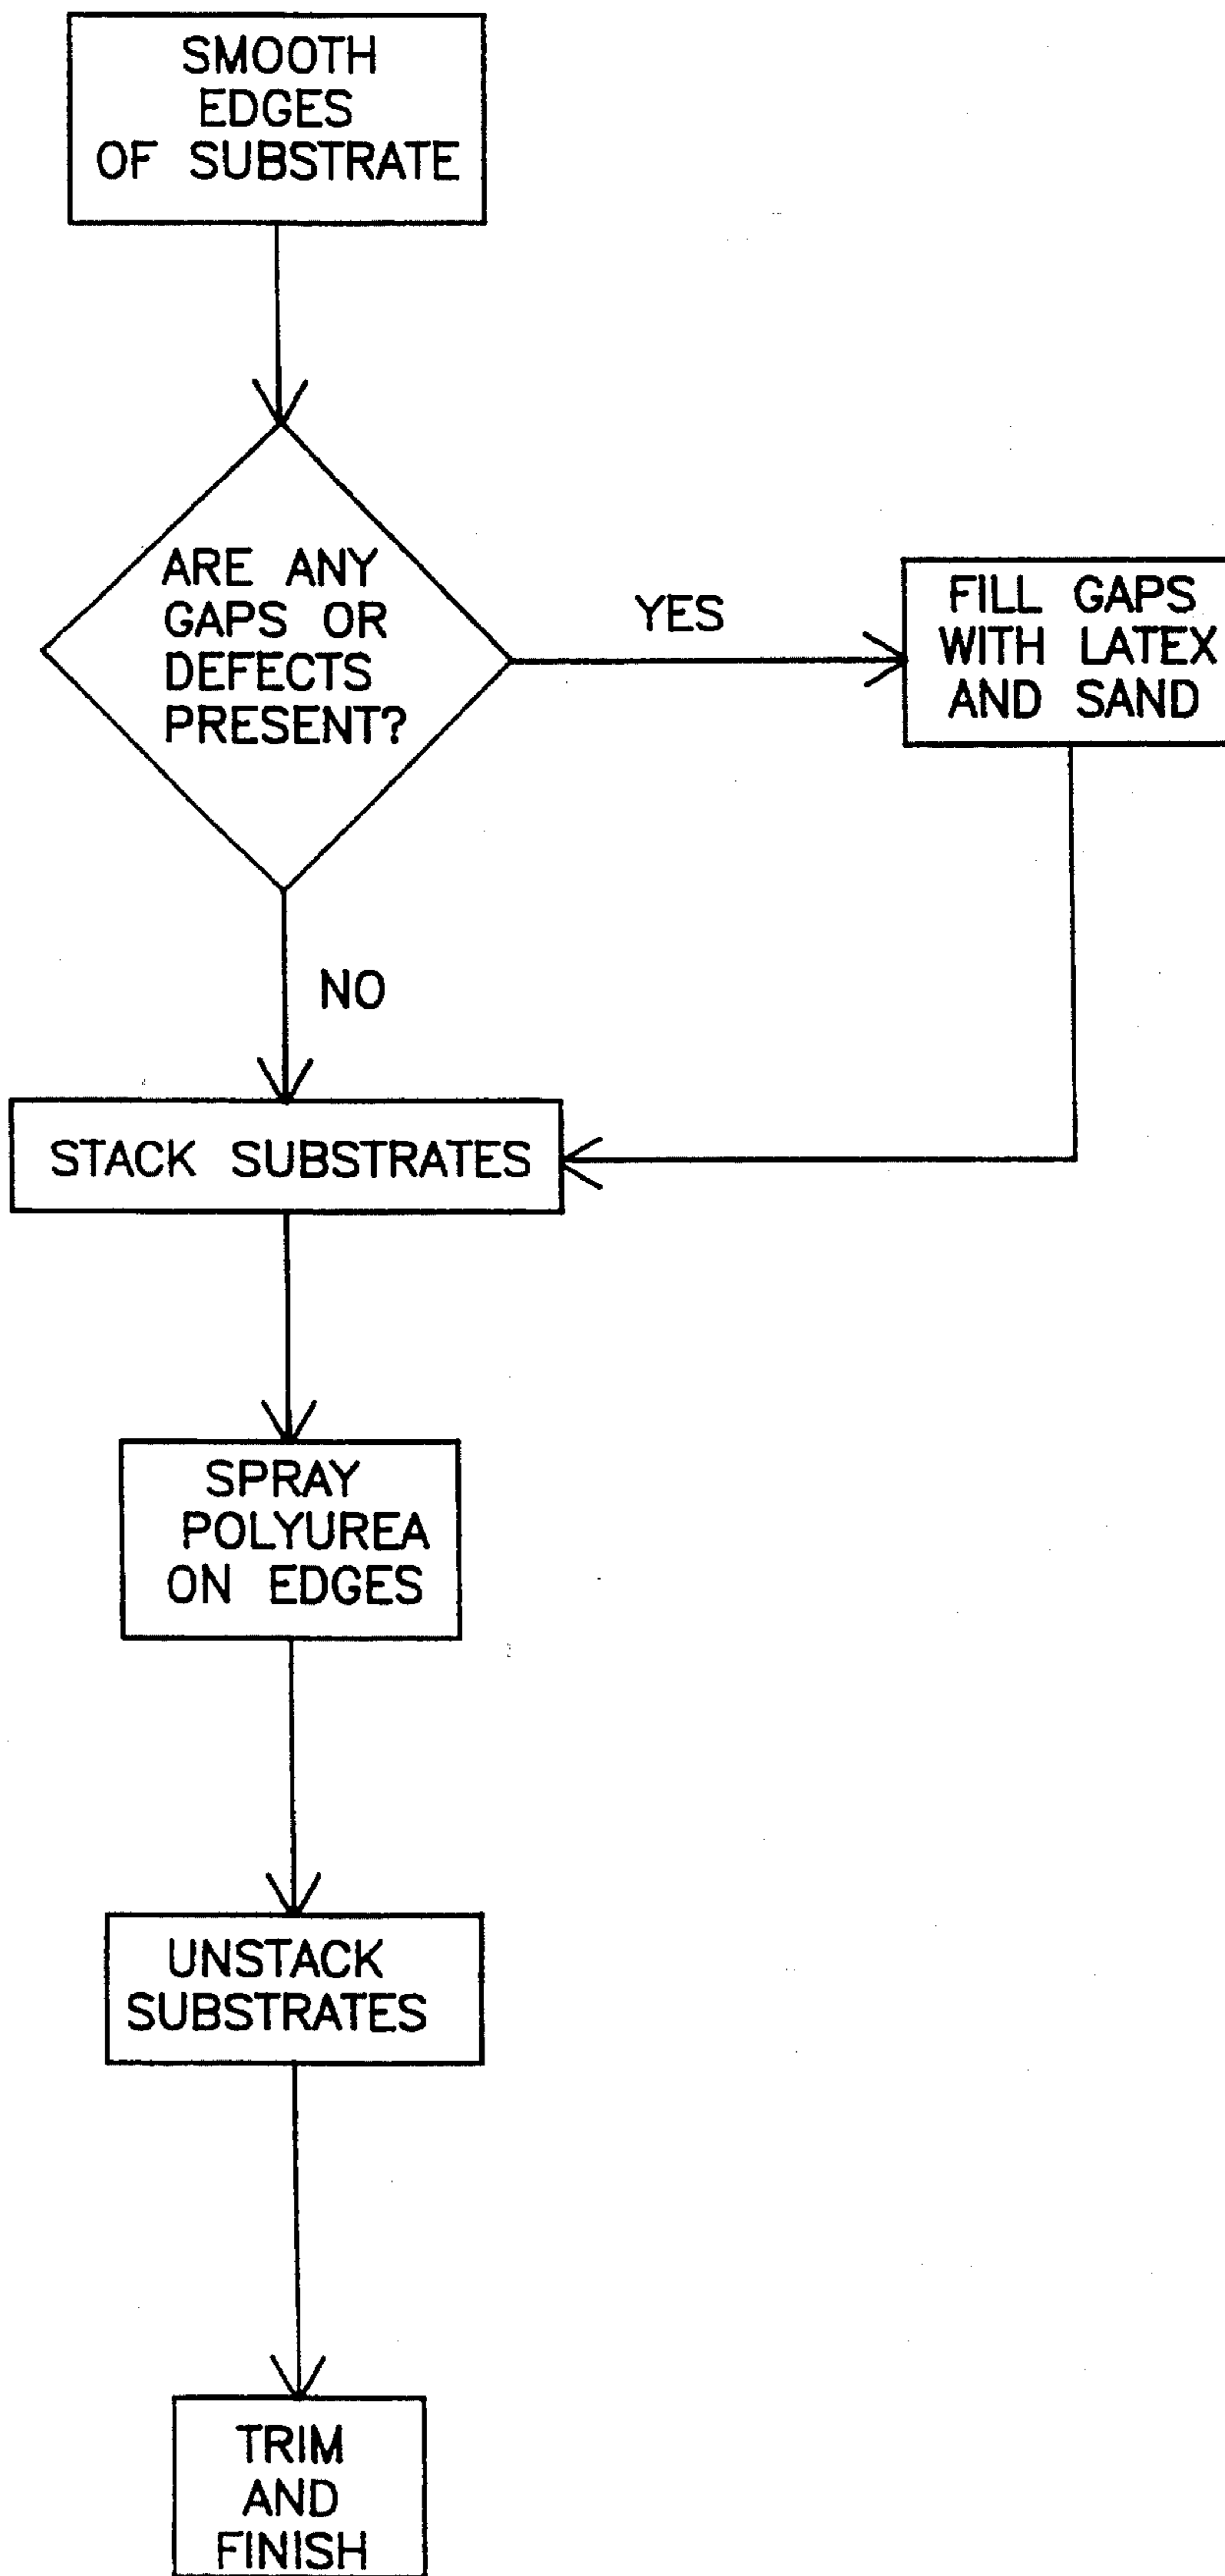 SMOOTH
EDGES
OF SUBSTRATE
ARE ANY
GAPS OR
DEFECTS
PRESENT?
YES
FILL GAPS
WITH LATEX
AND SAND
NO
STACK SUBSTRATES
SPRAY
POLYUREA
ON EDGES
UNSTACK
SUBSTRATES
TRIM
AND
FINISH